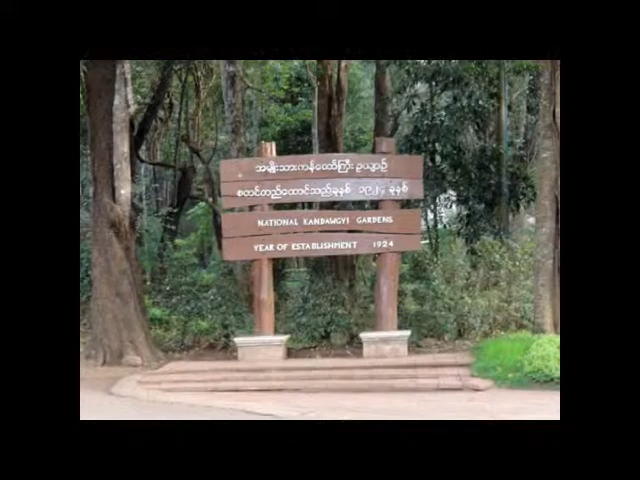 အမျိုးသားကန်တော်ကြီး ဥယျာဉ်
စတင်တည်ထောင်သည့်ခုနှစ် ၁၉၂၄ ခုနှစ်
NATIONAL KANDAWGYI GARDENS
YEAR OF ESTABLISHMENT 1924